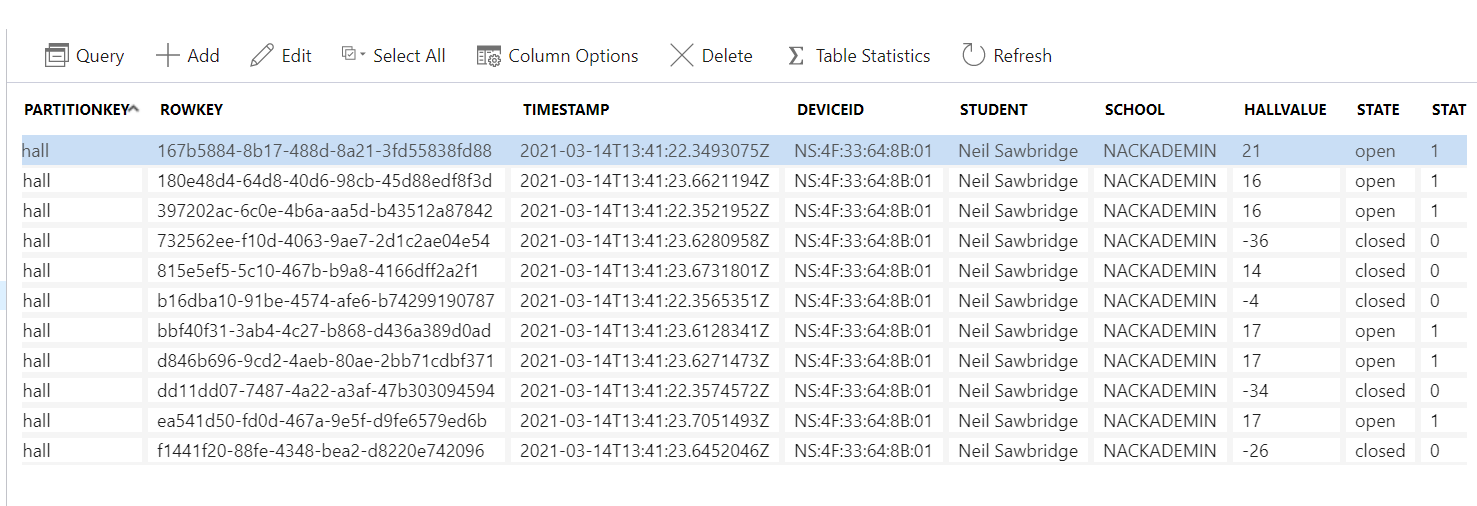 Query Add Edit Select All Column Options Delete Table Statistics Refresh
PARTITIONKEY ROWKEY TIMESTAMP DEVICEID STUDENT SCHOOL HALLVALUE STATE STAT
hall 167b5884-8b17-488d-8a21-3fd55838fd88 2021-03-14T13:41:22.3493075Z NS:4F:33:64:8B:01 Neil Sawbridge NACKADEMIN 21 open 1
hall 180e48d4-64d8-40d6-98cb-45d88edf8f3d 2021-03-14T13:41:23.6621194Z NS:4F:33:64:8B:01 Neil Sawbridge NACKADEMIN 16 open 1
hall 397202ac-6c0e-4b6a-aa5d-b43512a87842 2021-03-14T13:41:22.3521952Z NS:4F:33:64:8B:01 Neil Sawbridge NACKADEMIN 16 open 1
hall 732562ee-f10d-4063-9ae7-2d1c2ae04e54 2021-03-14T13:41:23.6280958Z NS:4F:33:64:8B:01 Neil Sawbridge NACKADEMIN -36 closed 0
hall 815e5ef5-5c10-467b-b9a8-4166dff2a2f1 2021-03-14T13:41:23.6731801Z NS:4F:33:64:8B:01 Neil Sawbridge NACKADEMIN 14 closed 0
hall b16dba10-91be-4574-afe6-b74299190787 2021-03-14T13:41:22.3565351Z NS:4F:33:64:8B:01 Neil Sawbridge NACKADEMIN -4 closed 0
hall bbf40f31-3ab4-4c27-b868-d436a389d0ad 2021-03-14T13:41:23.6128341Z NS:4F:33:64:8B:01 Neil Sawbridge NACKADEMIN 17 open 1
hall d846b696-9cd2-4aeb-80ae-2bb71cdbf371 2021-03-14T13:41:23.6271473Z NS:4F:33:64:8B:01 Neil Sawbridge NACKADEMIN 17 open 1
hall dd11dd07-7487-4a22-a3af-47b303094594 2021-03-14T13:41:22.3574572Z NS:4F:33:64:8B:01 Neil Sawbridge NACKADEMIN -34 closed 0
hall ea541d50-fd0d-467a-9e5f-d9fe6579ed6b 2021-03-14T13:41:23.7051493Z NS:4F:33:64:8B:01 Neil Sawbridge NACKADEMIN 17 open 1
hall f1441f20-88fe-4348-bea2-d8220e742096 2021-03-14T13:41:23.6452046Z NS:4F:33:64:8B:01 Neil Sawbridge NACKADEMIN -26 closed 0